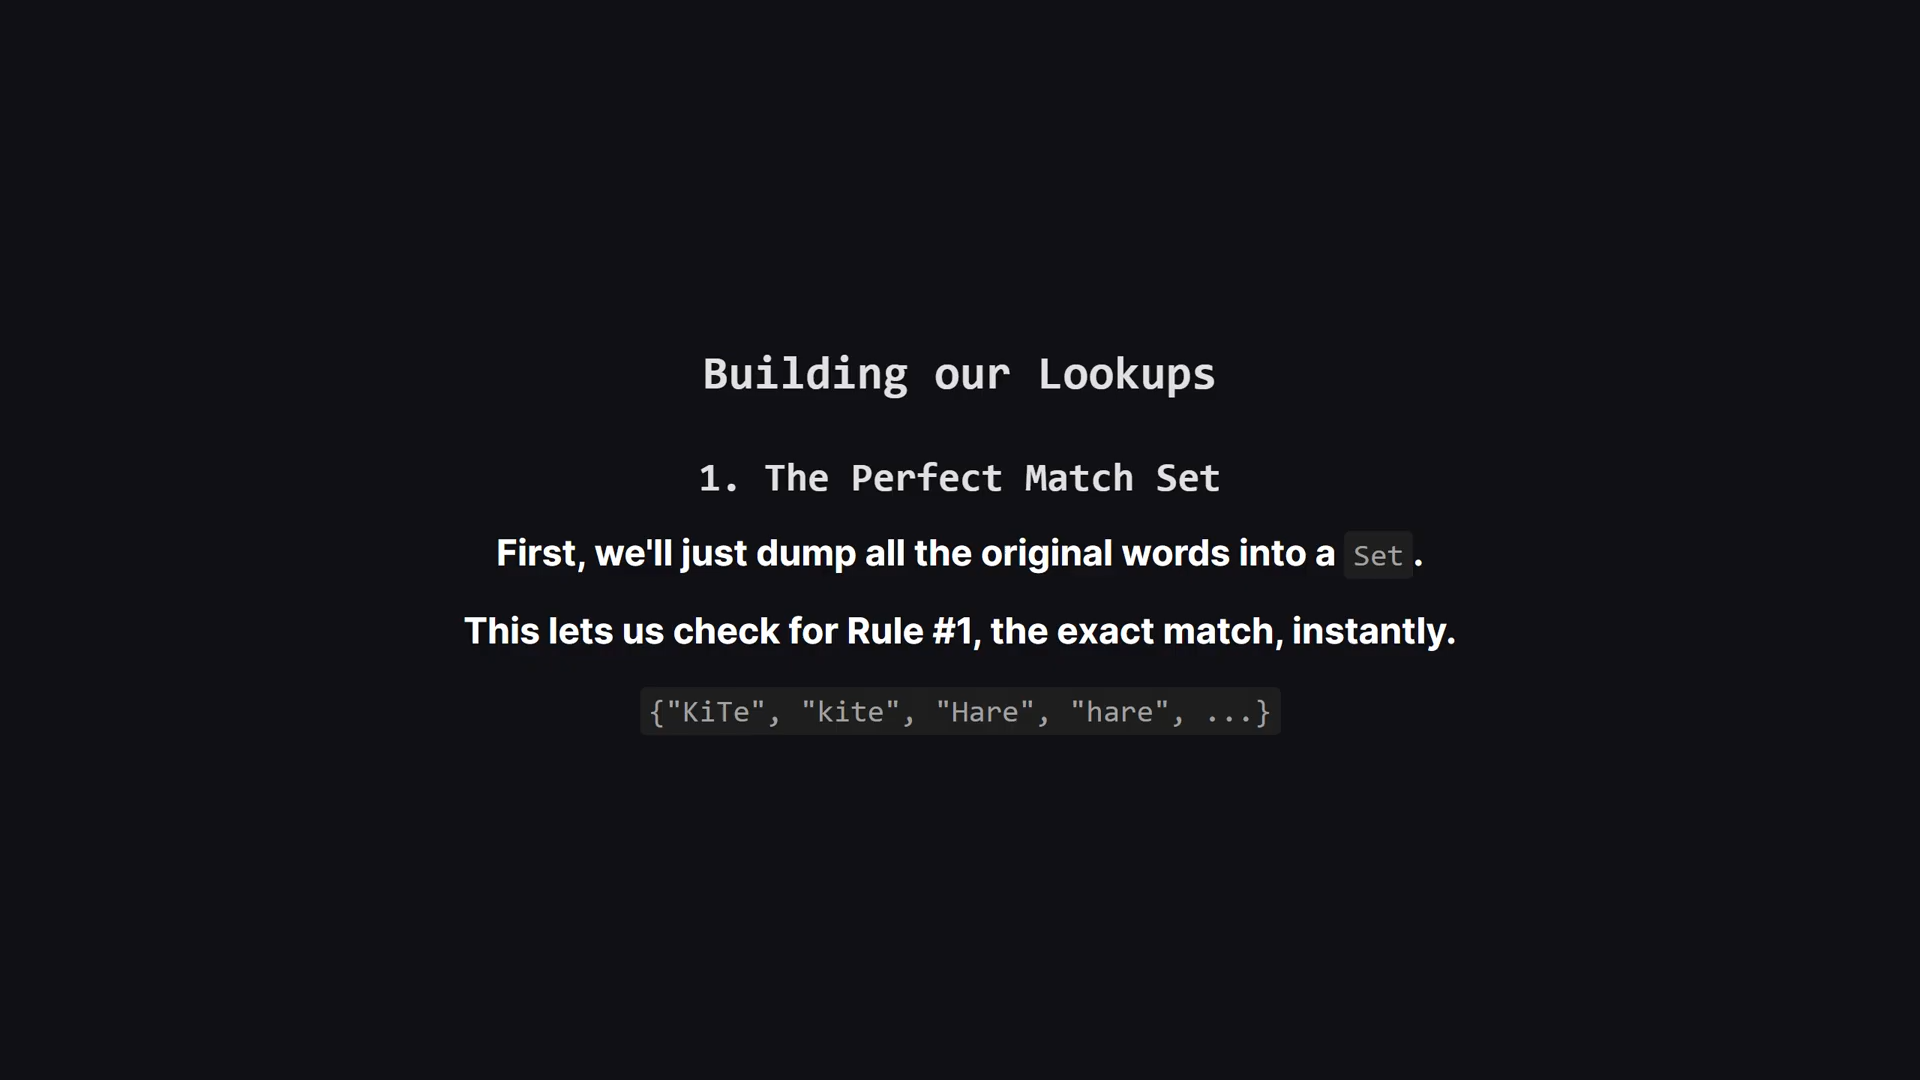 Building our Lookups
1. The Perfect Match Set
First, we'll just dump all the original words into a Set.
This lets us check for Rule #1, the exact match, instantly.
{"KiTe", "kite", "Hare", "hare", ...}